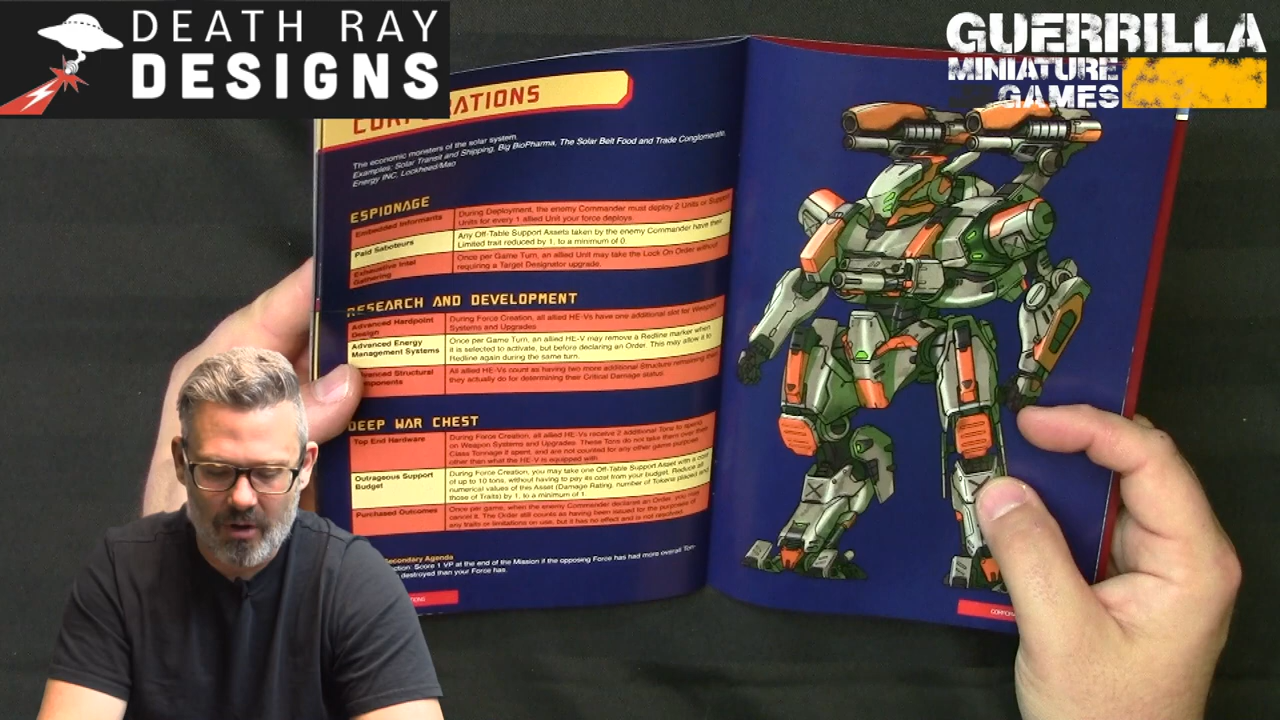 DEATH RAY
DESIGNS
GUERRILLA
MINIATURE
GAMES
CORPORATIONS
The economic monsters of the solar system.
Examples: Solar Transit and Shipping, Big BioPharma, The Solar Belt Food and Trade Conglomerate,
Energy INC, Lockheed/Mao
ESPIONAGE
Embedded Informants
During Deployment, the enemy Commander must deploy 2 Units or Support
Units for every 1 allied Unit your force deploys.
Paid Saboteurs
Any Off-Table Support Assets taken by the enemy Commander have their
Limited trait reduced by 1, to a minimum of 0.
Exhaustive Intel
Gathering
Once per Game Turn, an allied Unit may take the Lock On Order without
requiring a Target Designator upgrade.
RESEARCH AND DEVELOPMENT
Advanced Hardpoint
Design
During Force Creation, all allied HE-Vs have one additional slot for Weapon
Systems and Upgrades
Advanced Energy
Management Systems
Once per Game Turn, an allied HE-V may remove a Redline marker when
it is selected to activate, but before declaring an Order. This may allow it to
Redline again during the same turn.
Advanced Structural
Components
All allied HE-Vs count as having two more additional Structure remaining than
they actually do for determining their Critical Damage status.
DEEP WAR CHEST
Top End Hardware
During Force Creation, all allied HE-Vs receive 2 additional Tons to spend
on Weapon Systems and Upgrades. These Tons do not take them over their
Class Tonnage if spent, and are not counted for any other game purpose
other than what the HE-V is equipped with.
Outrageous Support
Budget
During Force Creation, you may take one Off-Table Support Asset with a cost
of up to 10 tons, without having to pay its cost from your budget. Reduce all
numerical values of this Asset (Damage Rating, number of Tokens placed and
those of Traits) by 1, to a minimum of 1.
Purchased Outcomes
Once per game, when the enemy Commander declares an Order, you may
cancel it. The Order still counts as having been issued for the purposes of
any traits or limitations on use, but it has no effect and is not resolved.
Secondary Agenda
ction: Score 1 VP at the end of the Mission if the opposing Force has had more overall Ton-
destroyed than your Force has.